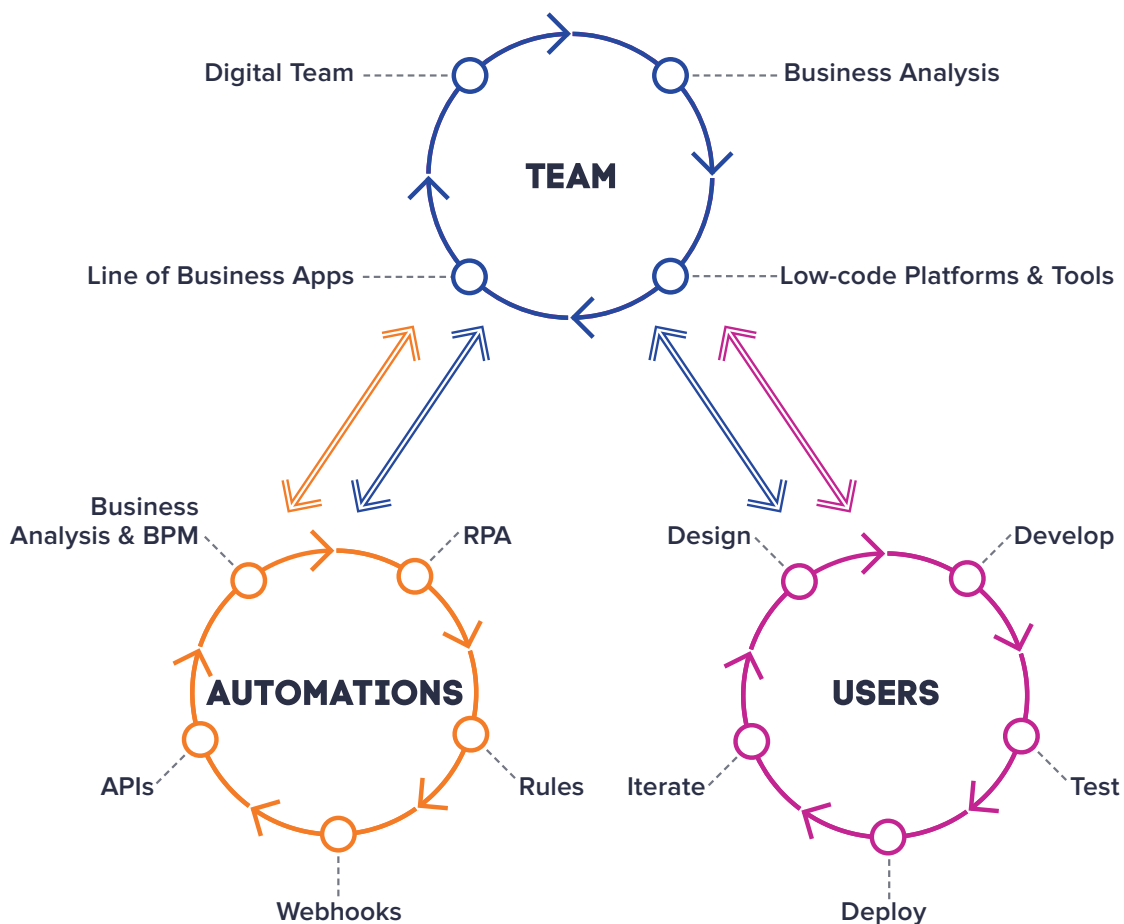 Digital Team
Business Analysis
TEAM
Line of Business Apps
Low-code Platforms & Tools
Business
Analysis & BPM
RPA
AUTOMATIONS
APIs
Rules
Webhooks
Design
Develop
USERS
Iterate
Test
Deploy